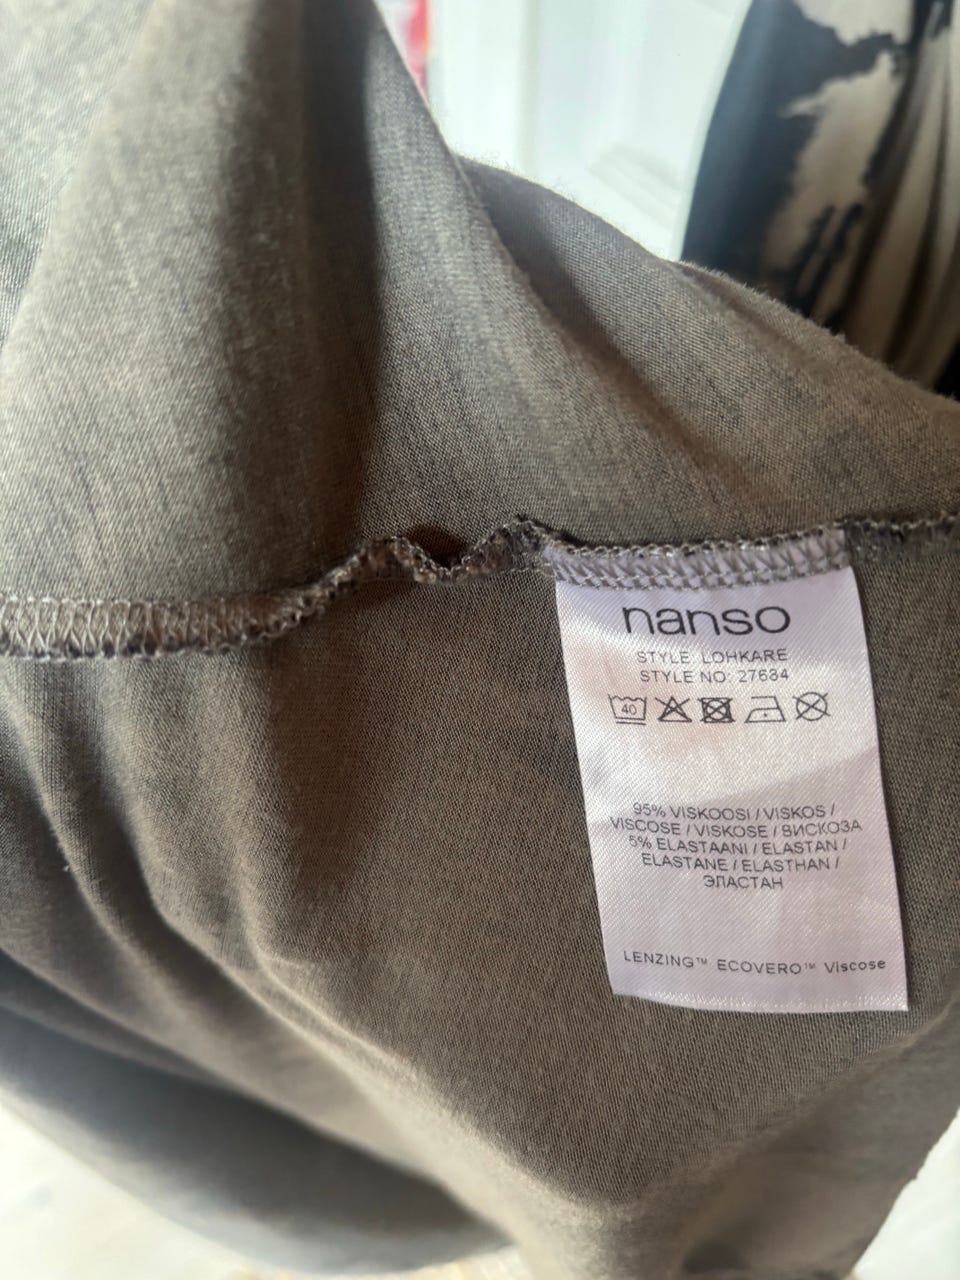 nanso
STYLE: LOHKARE
STYLE NO: 27684
40
95% VISKOOSI / VISKOS /
VISCOSE / VISKOSE / ВИСКОЗА
5% ELASTAANI / ELASTAN /
ELASTANE / ELASTHAN /
ЭЛАСТАН
LENZING™ ECOVERO™ Viscose